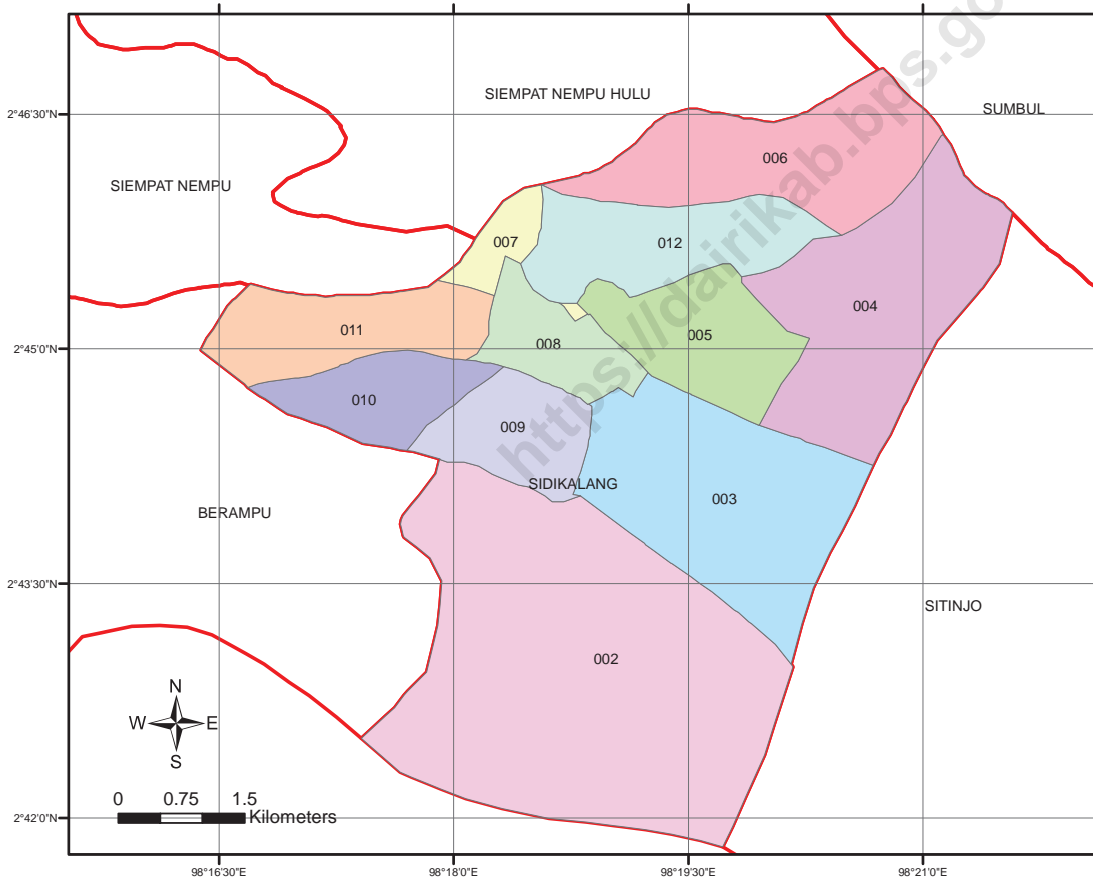 SIEMPAT NEMPU HULU
2°46'30"N
SUMBUL
006
SIEMPAT NEMPU
007
012
004
011
005
008
2°45'0"N
010
009
SIDIKALANG
003
BERAMPU
2°43'30"N
SITINJO
002
N
W
E
S
0 0.75 1.5
Kilometers
2°42'0"N
98°16'30"E 98°18'0"E 98°19'30"E 98°21'0"E
https://dairikab.bps.go